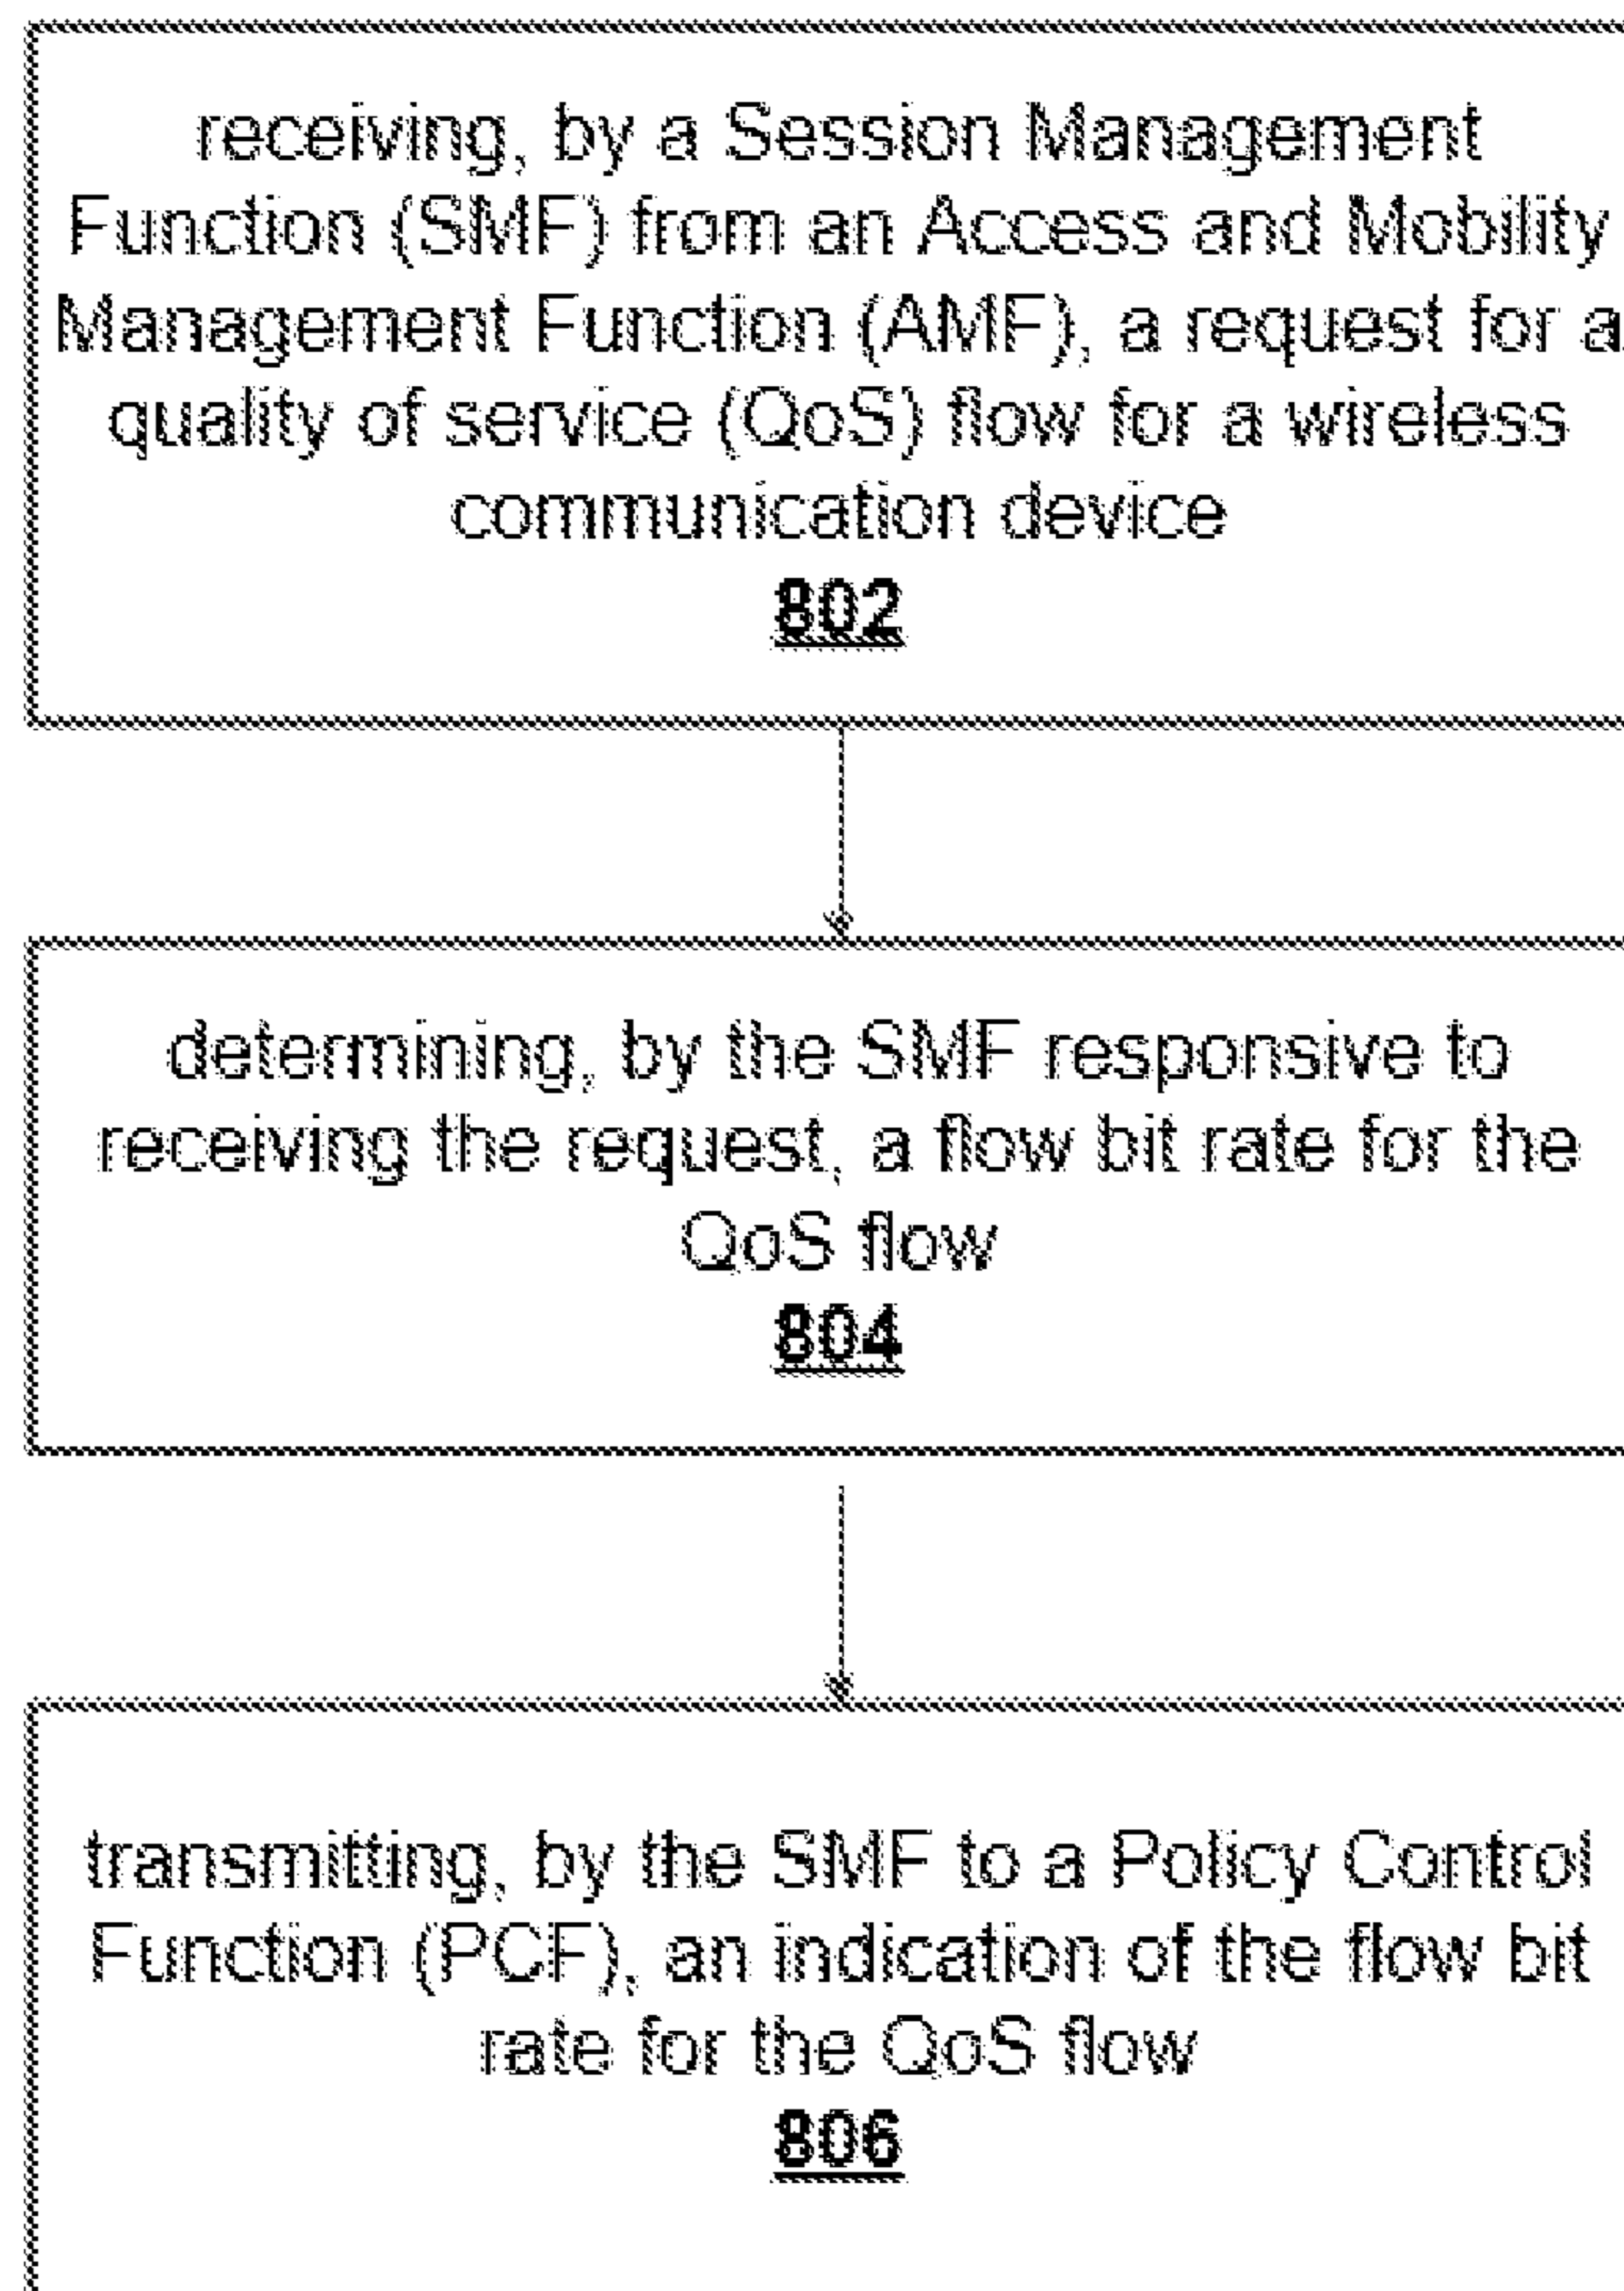 receiving, by a Session Management
Function (SMF) from an Access and Mobility
Management Function (AMF), a request for a
quality of service (QoS) flow for a wireless
communication device
802
determining, by the SMF responsive to
receiving the request, a flow bit rate for the
QoS flow
804
transmitting, by the SMF to a Policy Control
Function (PCF), an indication of the flow bit
rate for the QoS flow
806